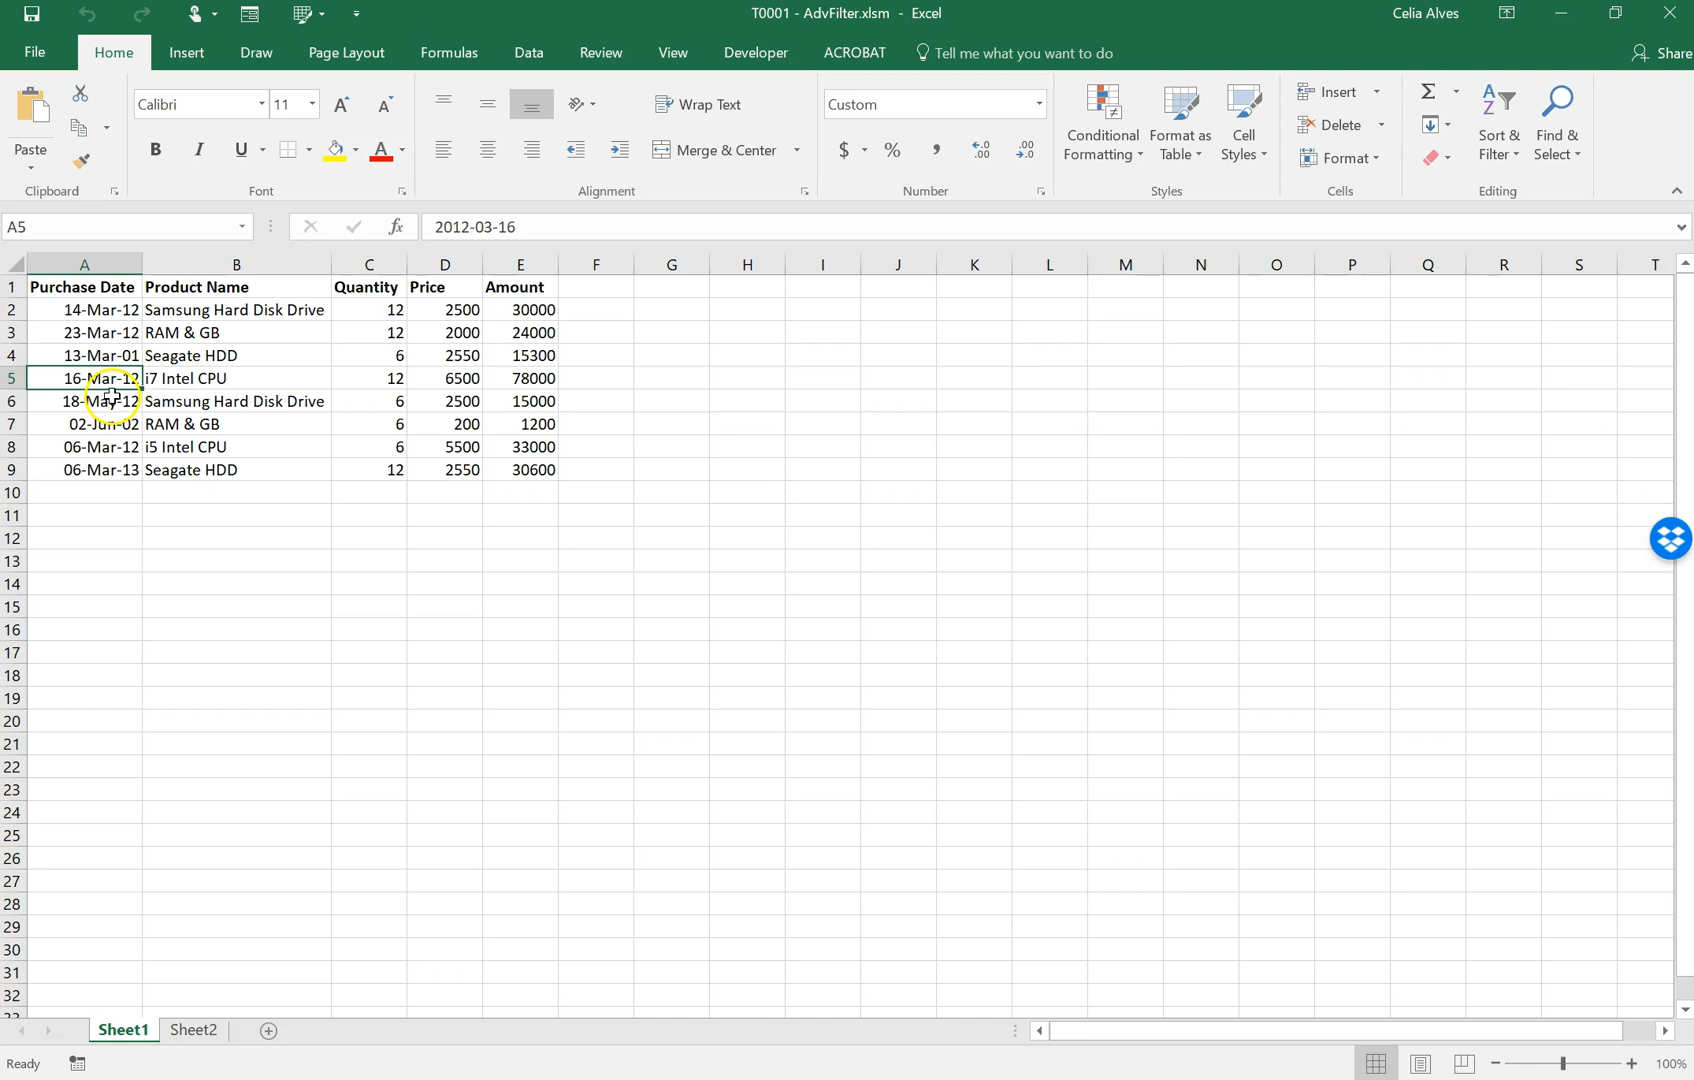 T0001 - AdvFilter.xlsm - Excel Celia Alves
File Home Insert Draw Page Layout Formulas Data Review View Developer ACROBAT Tell me what you want to do Share
Calibri 11 Wrap Text Custom Insert
Paste Conditional Formatting Format as Table Cell Styles Delete Sort & Filter Find & Select
B I U A Merge & Center $ % , .00 .0 Format
Clipboard Font Alignment Number Styles Cells Editing
A5 fx 2012-03-16
A B C D E F G H I J K L M N O P Q R S T
1 Purchase Date Product Name Quantity Price Amount
2 14-Mar-12 Samsung Hard Disk Drive 12 2500 30000
3 23-Mar-12 RAM & GB 12 2000 24000
4 13-Mar-01 Seagate HDD 6 2550 15300
5 16-Mar-12 i7 Intel CPU 12 6500 78000
6 18-May-12 Samsung Hard Disk Drive 6 2500 15000
7 02-Jun-02 RAM & GB 6 200 1200
8 06-Mar-12 i5 Intel CPU 6 5500 33000
9 06-Mar-13 Seagate HDD 12 2550 30600
10
11
12
13
14
15
16
17
18
19
20
21
22
23
24
25
26
27
28
29
30
31
32
Sheet1 Sheet2
Ready 100%